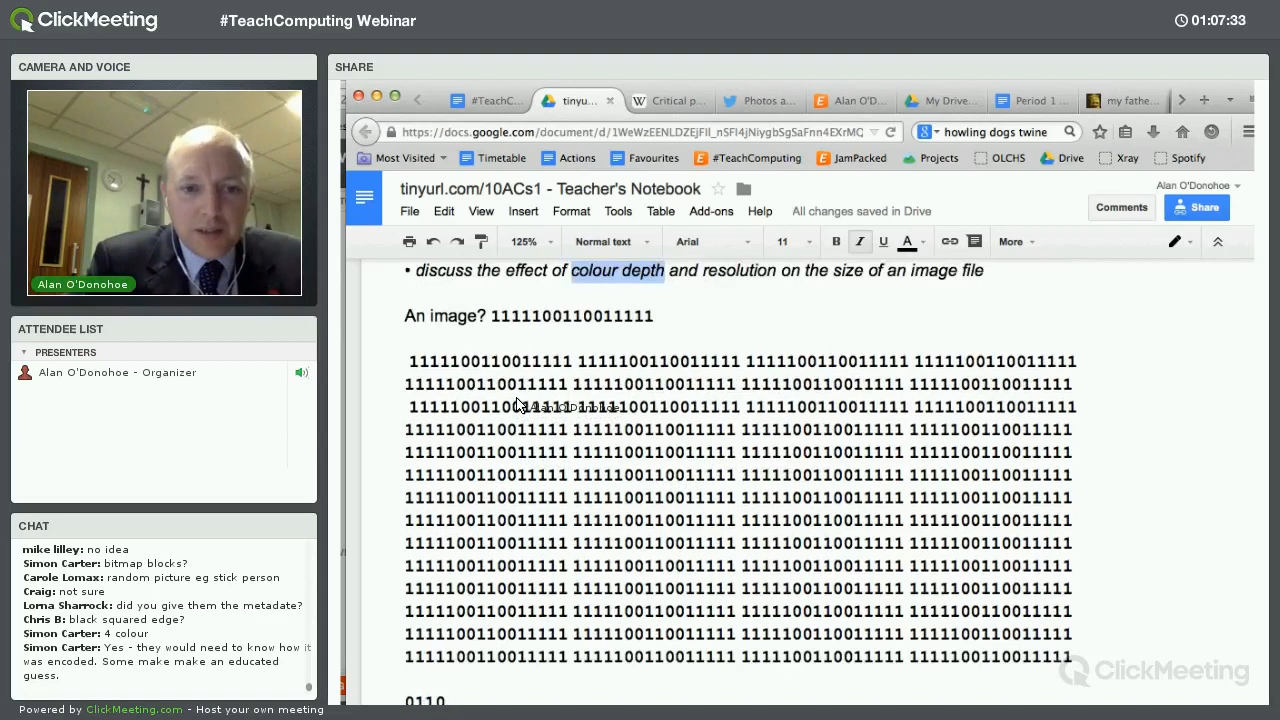 ClickMeeting
#TeachComputing Webinar
01:07:33
CAMERA AND VOICE
Alan O'Donohoe
ATTENDEE LIST
PRESENTERS
Alan O'Donohoe - Organizer
CHAT
mike lilley: no idea
Simon Carter: bitmap blocks?
Carole Lomax: random picture eg stick person
Craig: not sure
Lorna Sharrock: did you give them the metadate?
Chris B: black squared edge?
Simon Carter: 4 colour
Simon Carter: Yes - they would need to know how it
was encoded. Some make make an educated
guess.
SHARE
#TeachC... tinyu... Critical p... Photos a... Alan O'D... My Drive... Period 1 my fathe...
howling dogs twine
Most Visited Timetable Actions Favourites #TeachComputing JamPacked Projects OLCHS Drive Xray Spotify
tinyurl.com/10ACs1 - Teacher's Notebook
Alan O'Donohoe
File Edit View Insert Format Tools Table Add-ons Help All changes saved in Drive
Comments Share
125% Normal text Arial 11 B I U A More
• discuss the effect of colour depth and resolution on the size of an image file
An image? 1111100110011111
1111100110011111 1111100110011111 1111100110011111 1111100110011111
1111100110011111 1111100110011111 1111100110011111 1111100110011111
1111100110011111 1111100110011111 1111100110011111 1111100110011111
Alan O'Donohoe
1111100110011111 1111100110011111 1111100110011111 1111100110011111
1111100110011111 1111100110011111 1111100110011111 1111100110011111
1111100110011111 1111100110011111 1111100110011111 1111100110011111
1111100110011111 1111100110011111 1111100110011111 1111100110011111
1111100110011111 1111100110011111 1111100110011111 1111100110011111
1111100110011111 1111100110011111 1111100110011111 1111100110011111
1111100110011111 1111100110011111 1111100110011111 1111100110011111
1111100110011111 1111100110011111 1111100110011111 1111100110011111
1111100110011111 1111100110011111 1111100110011111 1111100110011111
1111100110011111 1111100110011111 1111100110011111 1111100110011111
1111100110011111 1111100110011111 1111100110011111 1111100110011111
0110
ClickMeeting
Powered by ClickMeeting.com - Host your own meeting